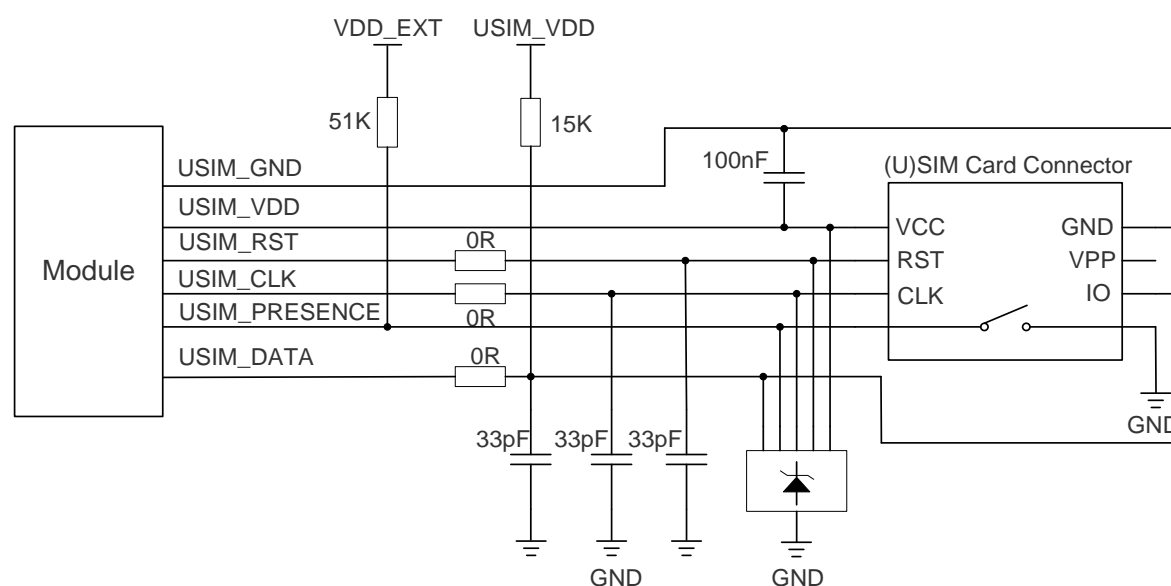 VDD_EXT USIM_VDD
51K 15K
USIM_GND 100nF (U)SIM Card Connector
USIM_VDD VCC GND
USIM_RST 0R RST VPP
Module USIM_CLK CLK IO
USIM_PRESENCE 0R
USIM_DATA 0R
GND
33pF 33pF 33pF
GND GND